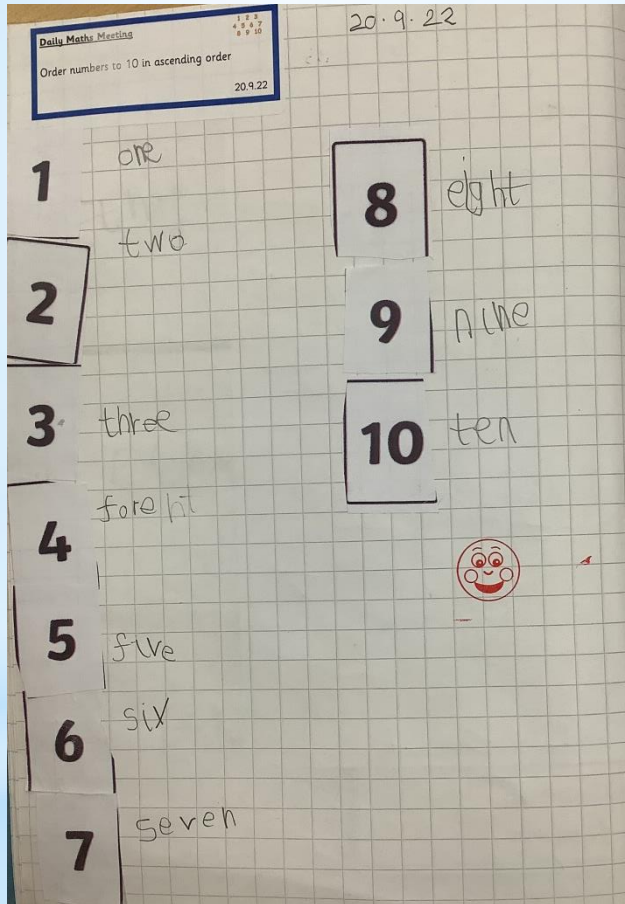 Daily Maths Meeting
1 2 3
4 5 6 7
8 9 10
Order numbers to 10 in ascending order
20.9.22
20.9.22
1 one
2 two
3 three
4 fore
5 five
6 six
7 seven
8 eight
9 nine
10 ten